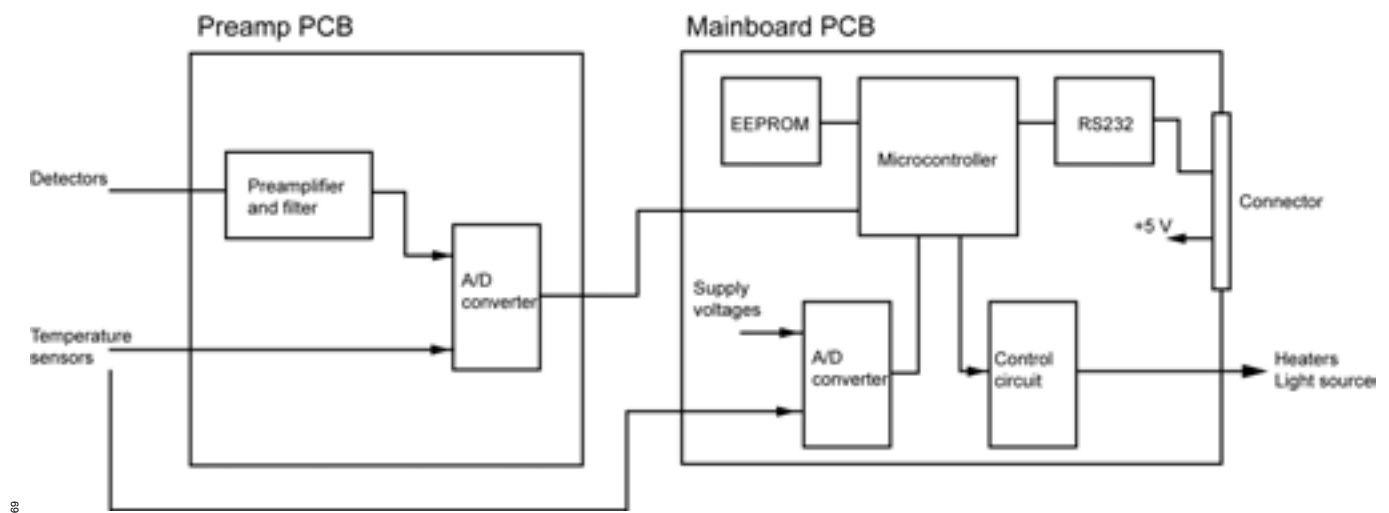 Preamp PCB
Mainboard PCB
EEPROM
Microcontroller
RS232
Detectors
Preamplifier
and filter
Connector
+5 V
A/D
converter
Supply
voltages
Temperature
sensors
A/D
converter
Control
circuit
Heaters
Light source
69